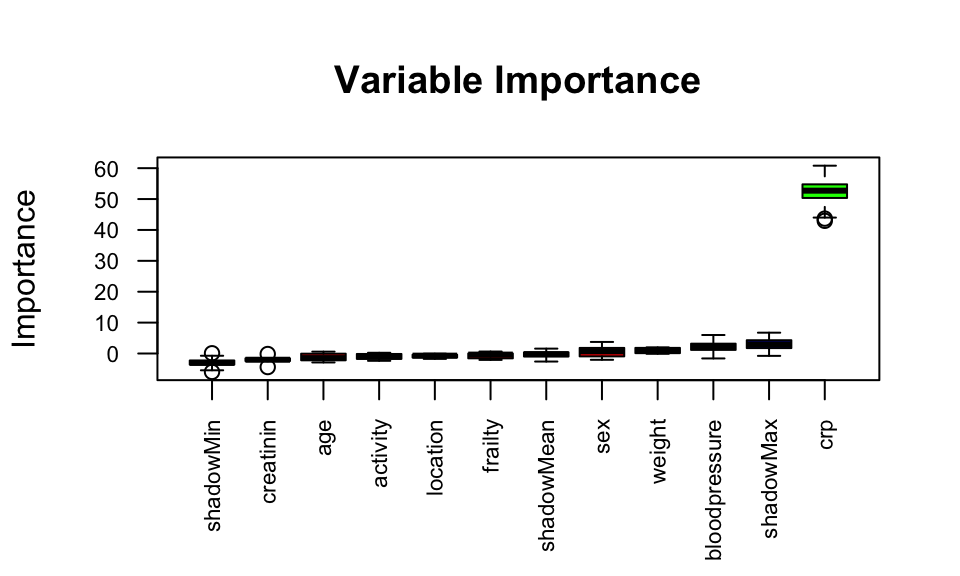 Variable Importance
Importance
60
50
40
30
20
10
0
shadowMin
creatinin
age
activity
location
frailty
shadowMean
sex
weight
bloodpressure
shadowMax
crp